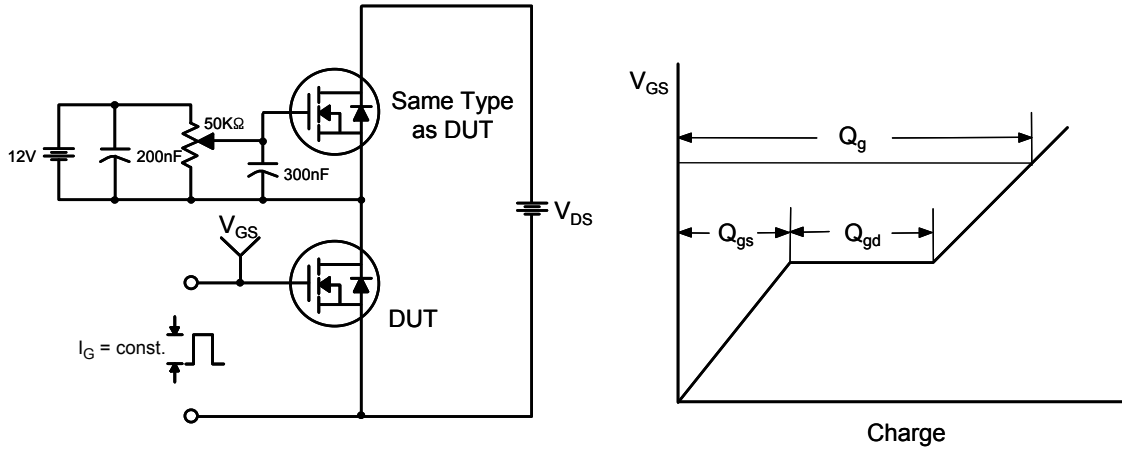 Same Type
as DUT
50KΩ
12V
200nF
300nF
V_DS
V_GS
DUT
I_G = const.
V_GS
Q_g
Q_gs
Q_gd
Charge